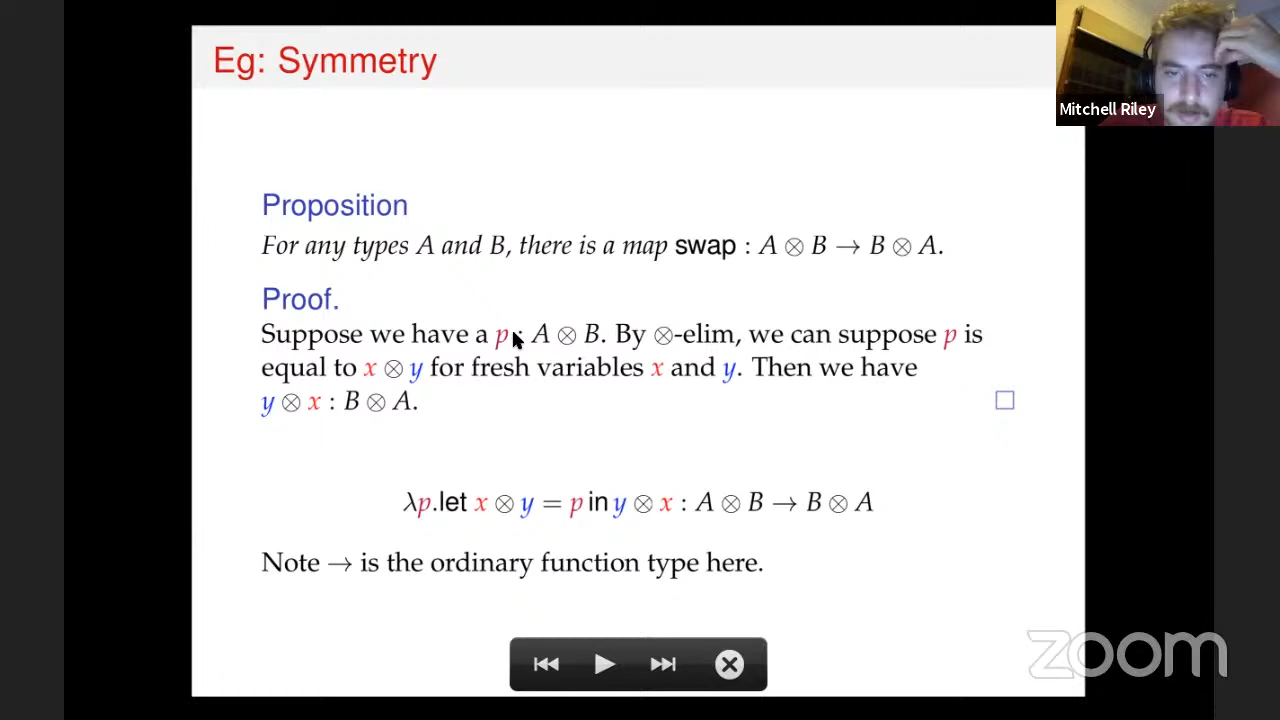 Eg: Symmetry
Mitchell Riley
Proposition
For any types A and B, there is a map swap : A ⊗ B → B ⊗ A.
Proof.
Suppose we have a p : A ⊗ B. By ⊗-elim, we can suppose p is
equal to x ⊗ y for fresh variables x and y. Then we have
y ⊗ x : B ⊗ A.
λp.let x ⊗ y = p in y ⊗ x : A ⊗ B → B ⊗ A
Note → is the ordinary function type here.
zoom